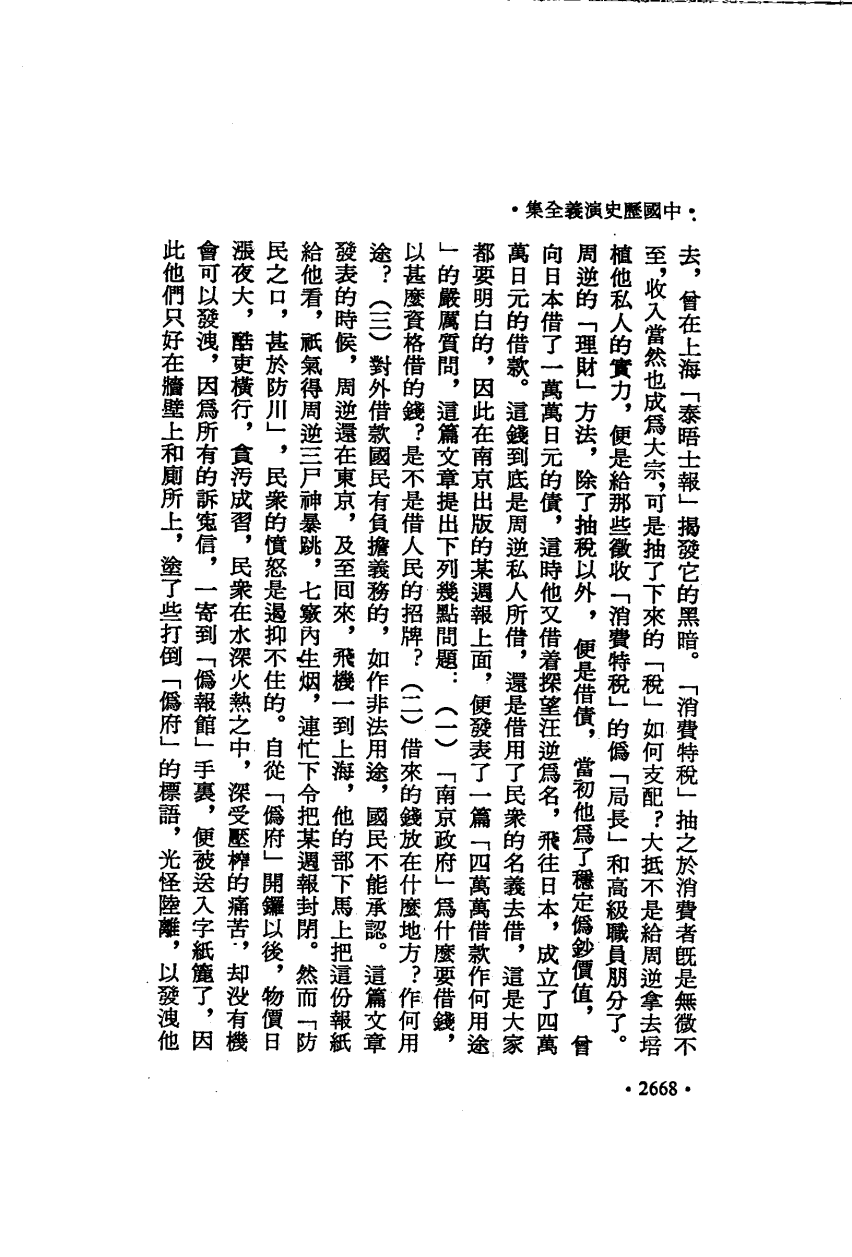 •中國歷史演義全集•
去，曾在上海「泰晤士報」揭發它的黑暗。「消費特稅」抽之於消費者旣是無微不
至，收入當然也成爲大宗，可是抽了下來的「稅」如何支配？大抵不是給周逆拿去培
植他私人的實力，便是給那些徵收「消費特稅」的僞「局長」和高級職員朋分了。
周逆的「理財」方法，除了抽稅以外，便是借債，當初他爲了穩定僞鈔價值，曾
向日本借了一萬萬日元的債，這時他又借着探望汪逆爲名，飛往日本，成立了四萬
萬日元的借款。這錢到底是周逆私人所借，還是借用了民衆的名義去借，這是大家
都要明白的，因此在南京出版的某週報上面，便發表了一篇「四萬萬借款作何用途
」的嚴厲質問，這篇文章提出下列幾點問題：（一）「南京政府」爲什麼要借錢，
以甚麼資格借的錢？是不是借人民的招牌？（二）借來的錢放在什麼地方？作何用
途？（三）對外借款國民有負擔義務的，如作非法用途，國民不能承認。這篇文章
發表的時候，周逆還在東京，及至囘來，飛機一到上海，他的部下馬上把這份報紙
給他看，祇氣得周逆三尸神暴跳，七竅內生烟，連忙下令把某週報封閉。然而「防
民之口，甚於防川」，民衆的憤怒是遏抑不住的。自從「僞府」開鑼以後，物價日
漲夜大，酷吏橫行，貪汚成習，民衆在水深火熱之中，深受壓榨的痛苦，却没有機
會可以發洩，因爲所有的訴寃信，一寄到「僞報館」手裏，便被送入字紙簏了，因
此他們只好在牆壁上和廁所上，塗了些打倒「僞府」的標語，光怪陸離，以發洩他
•2668•